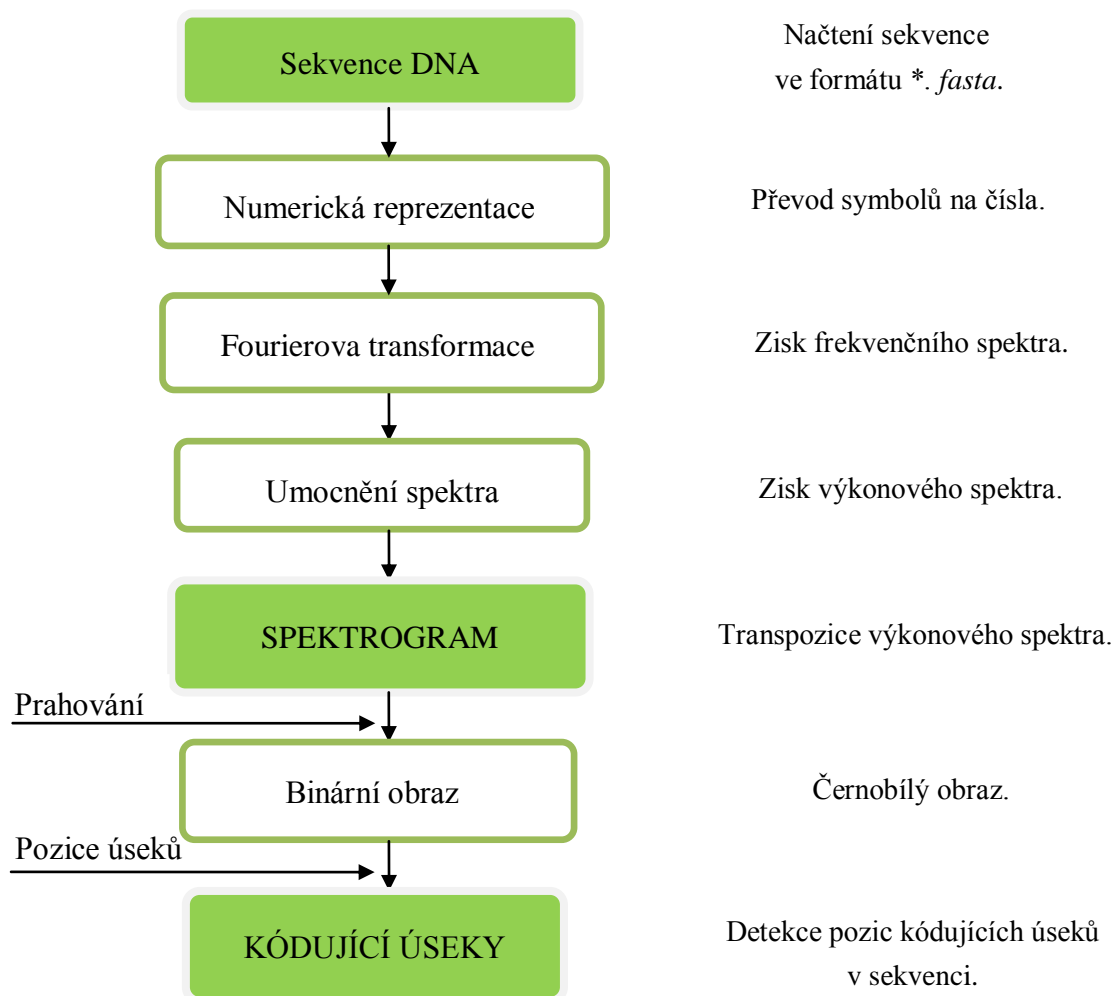 Sekvence DNA
Načtení sekvence
ve formátu *. fasta.
Numerická reprezentace
Převod symbolů na čísla.
Fourierova transformace
Zisk frekvenčního spektra.
Umocnění spektra
Zisk výkonového spektra.
SPEKTROGRAM
Transpozice výkonového spektra.
Prahování
Binární obraz
Černobílý obraz.
Pozice úseků
KÓDUJÍCÍ ÚSEKY
Detekce pozic kódujících úseků
v sekvenci.